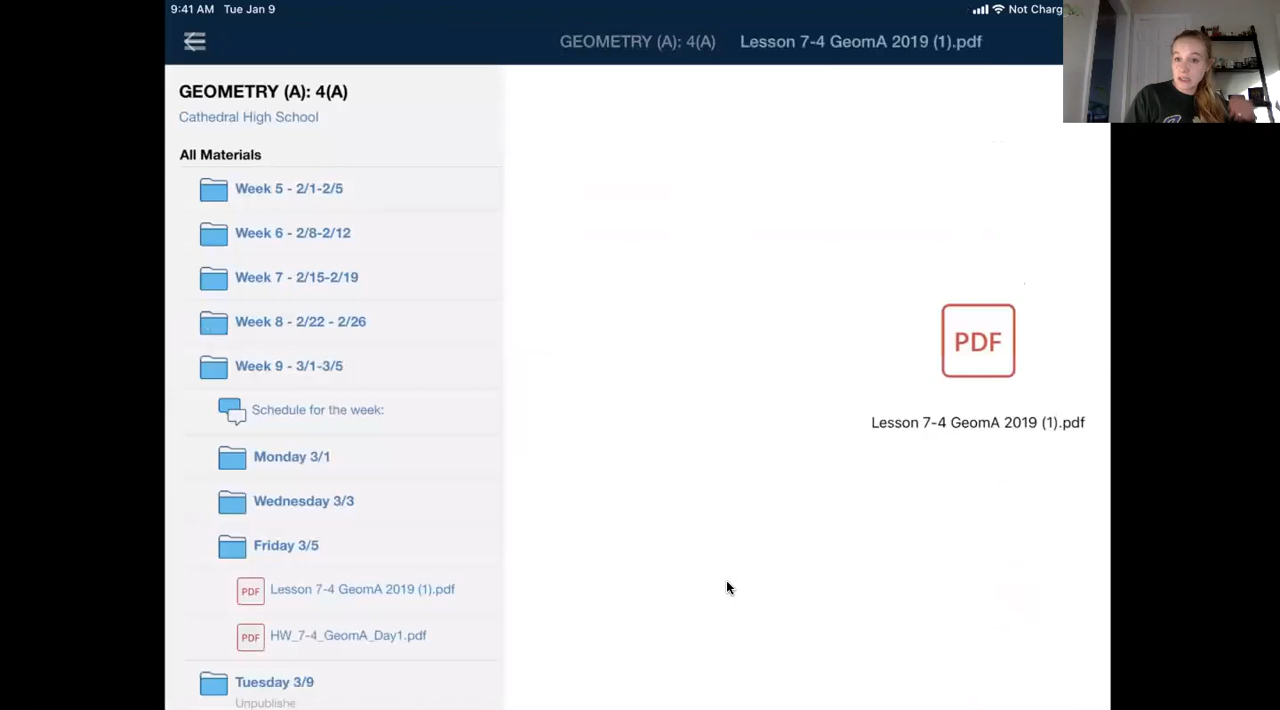 9:41 AM Tue Jan 9
Not Charg
GEOMETRY (A): 4(A) Lesson 7-4 GeomA 2019 (1).pdf
GEOMETRY (A): 4(A)
Cathedral High School
All Materials
Week 5 - 2/1-2/5
Week 6 - 2/8-2/12
Week 7 - 2/15-2/19
Week 8 - 2/22 - 2/26
Week 9 - 3/1-3/5
Schedule for the week:
Monday 3/1
Wednesday 3/3
Friday 3/5
PDF Lesson 7-4 GeomA 2019 (1).pdf
PDF HW_7-4_GeomA_Day1.pdf
Tuesday 3/9
Unpublishe
PDF
Lesson 7-4 GeomA 2019 (1).pdf